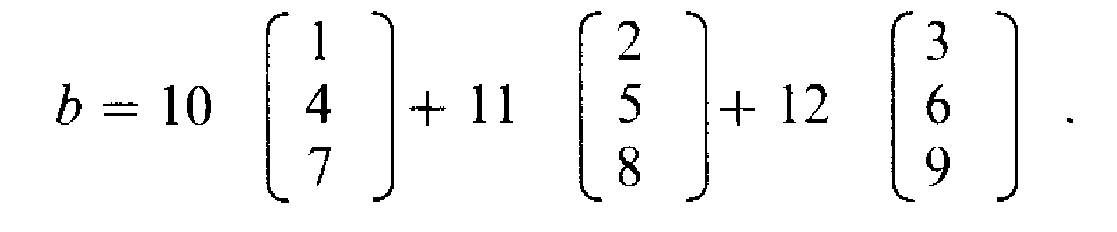 b = 10 [ 1 4 7 ] + 11 [ 2 5 8 ] + 12 [ 3 6 9 ] .